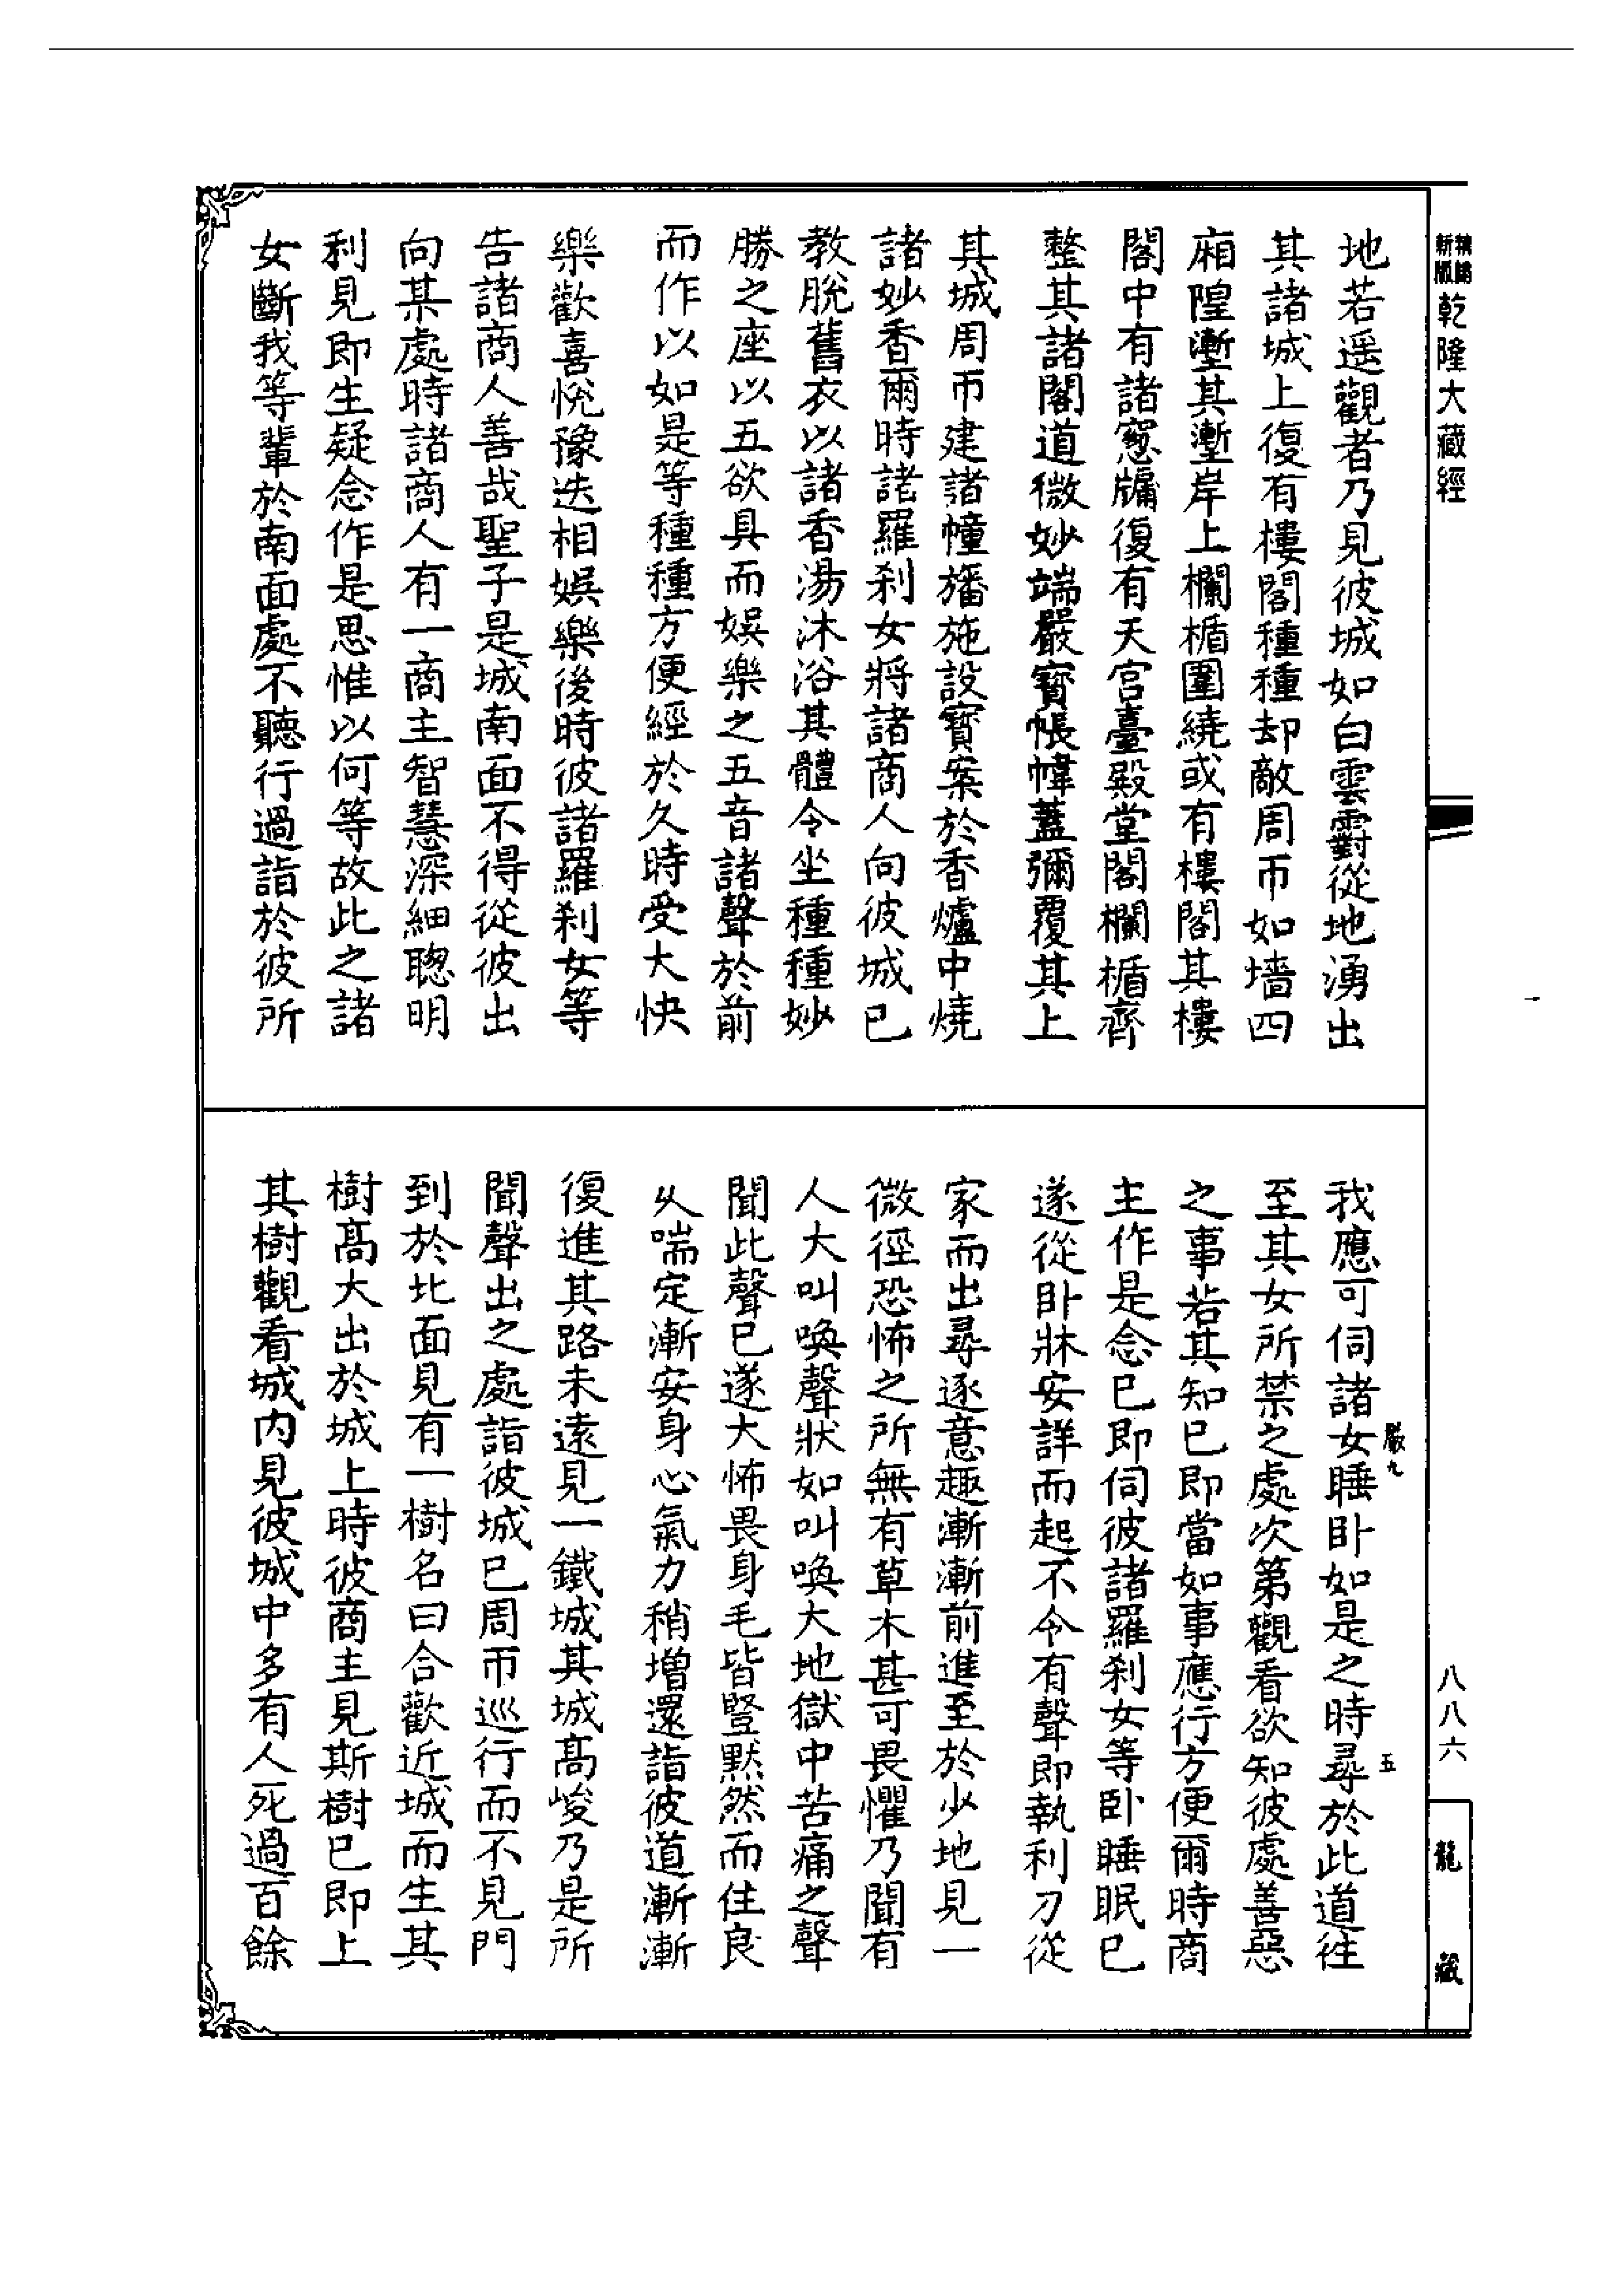 新版
乾隆大藏經
地若遥觀者乃見彼城如白雲霨從地湧出
其諸城上復有樓閣種種却敵周帀如墻四
廂隍壍其壍岸上欄楯圍繞或有樓閣其樓
閣中有諸窻牖復有天宫臺殿堂閣欄楯齊
整其諸閣道微妙端嚴寳帳幃蓋彌覆其上
其城周帀建諸幢旛施設寳案於香爐中燒
諸妙香爾時諸羅刹女將諸商人向彼城已
教脫舊衣以諸香湯沐浴其體令坐種種妙
勝之座以五欲具而娱樂之五音諸聲於前
而作以如是等種種方便經於久時受大快
樂歡喜恱豫迭相娱樂後時彼諸羅刹女等
告諸商人善哉聖子是城南面不得從彼出
向某處時諸商人有一商主智慧深細聦明
利見即生疑念作是思惟以何等故此之諸
女斷我等輩於南面處不聽行過詣於彼所
我應可伺諸女睡卧如是之時尋於此道往
至其女所禁之處次第觀看欲知彼處善惡
之事若其知已即當如事應行方便爾時商
主作是念已即伺彼諸羅刹女等卧睡眠已
遂從卧牀安詳而起不令有聲即執利刀從
家而出尋逐意趣漸漸前進至於少地見一
微徑恐怖之所無有草木甚可畏懼乃聞有
人大叫喚聲狀如叫喚大地獄中苦痛之聲
聞此聲已遂大怖畏身毛皆豎黙然而住良
乆喘定漸安身心氣力稍增還詣彼道漸漸
復進其路未逺見一鐵城其城髙峻乃是所
聞聲出之處詣彼城已周帀巡行而不見門
到於北面見有一樹名曰合歡近城而生其
樹髙大出於城上時彼商主見斯樹已即上
其樹觀看城内見彼城中多有人死過百餘
嚴九
五
八八六
龍藏